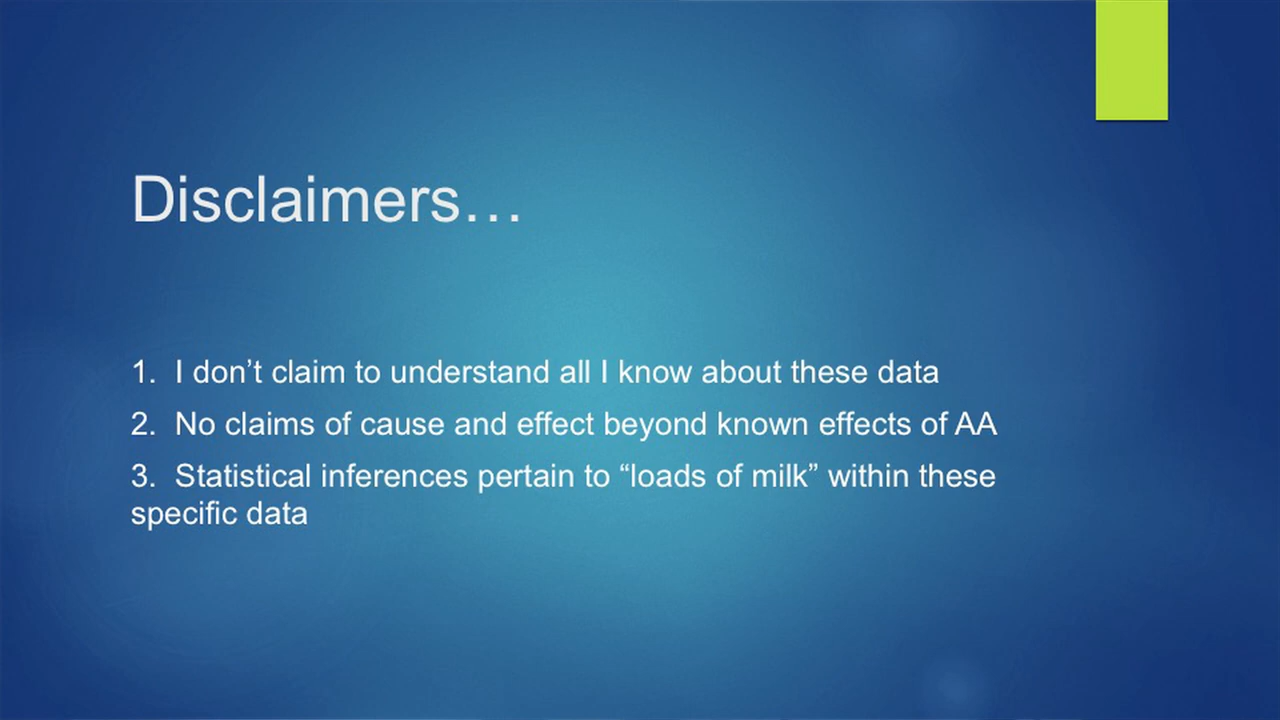 Disclaimers…
1. I don’t claim to understand all I know about these data
2. No claims of cause and effect beyond known effects of AA
3. Statistical inferences pertain to “loads of milk” within these
specific data